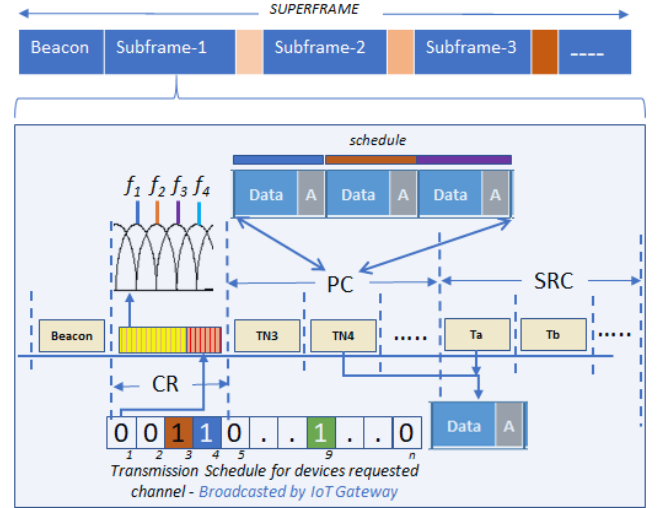 SUPERFRAME
Beacon Subframe-1 Subframe-2 Subframe-3 ----
schedule
f1 f2 f3 f4
Data A Data A Data A
PC SRC
Beacon TN3 TN4 ..... Ta Tb .....
CR
0 0 1 1 0 . . 1 . . 0
Data A
1 2 3 4 5 9 n
Transmission Schedule for devices requested
channel - Broadcasted by IoT Gateway